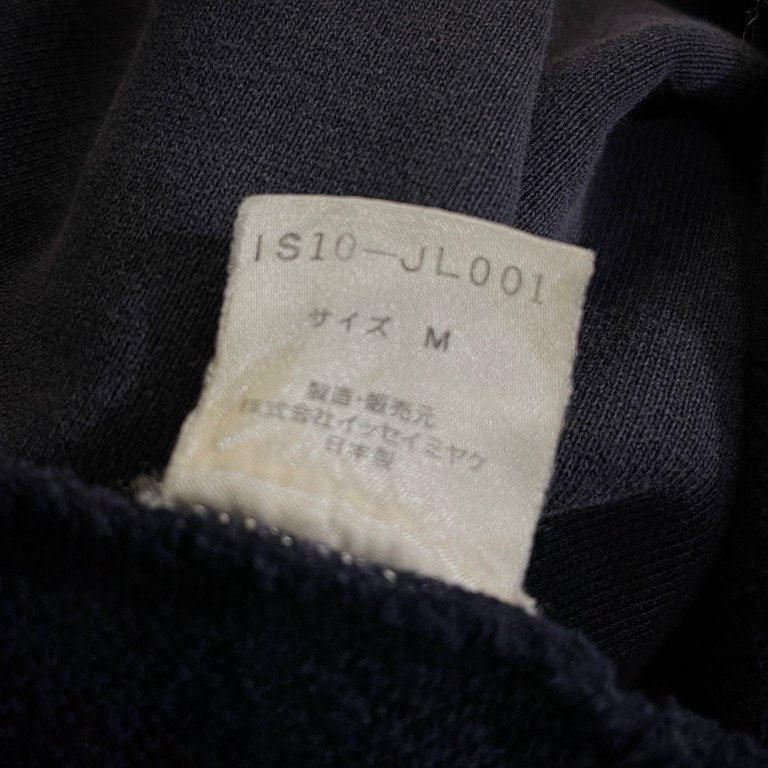 IS10-JL001
サイズ M
製造・販売元
株式会社イッセイミヤケ
日本製